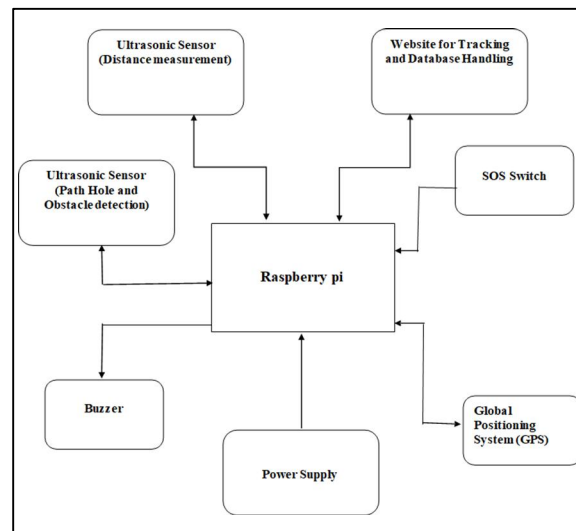 Ultrasonic Sensor
(Distance measurement)
Website for Tracking
and Database Handling
Ultrasonic Sensor
(Path Hole and
Obstacle detection)
SOS Switch
Raspberry pi
Buzzer
Power Supply
Global
Positioning
System (GPS)